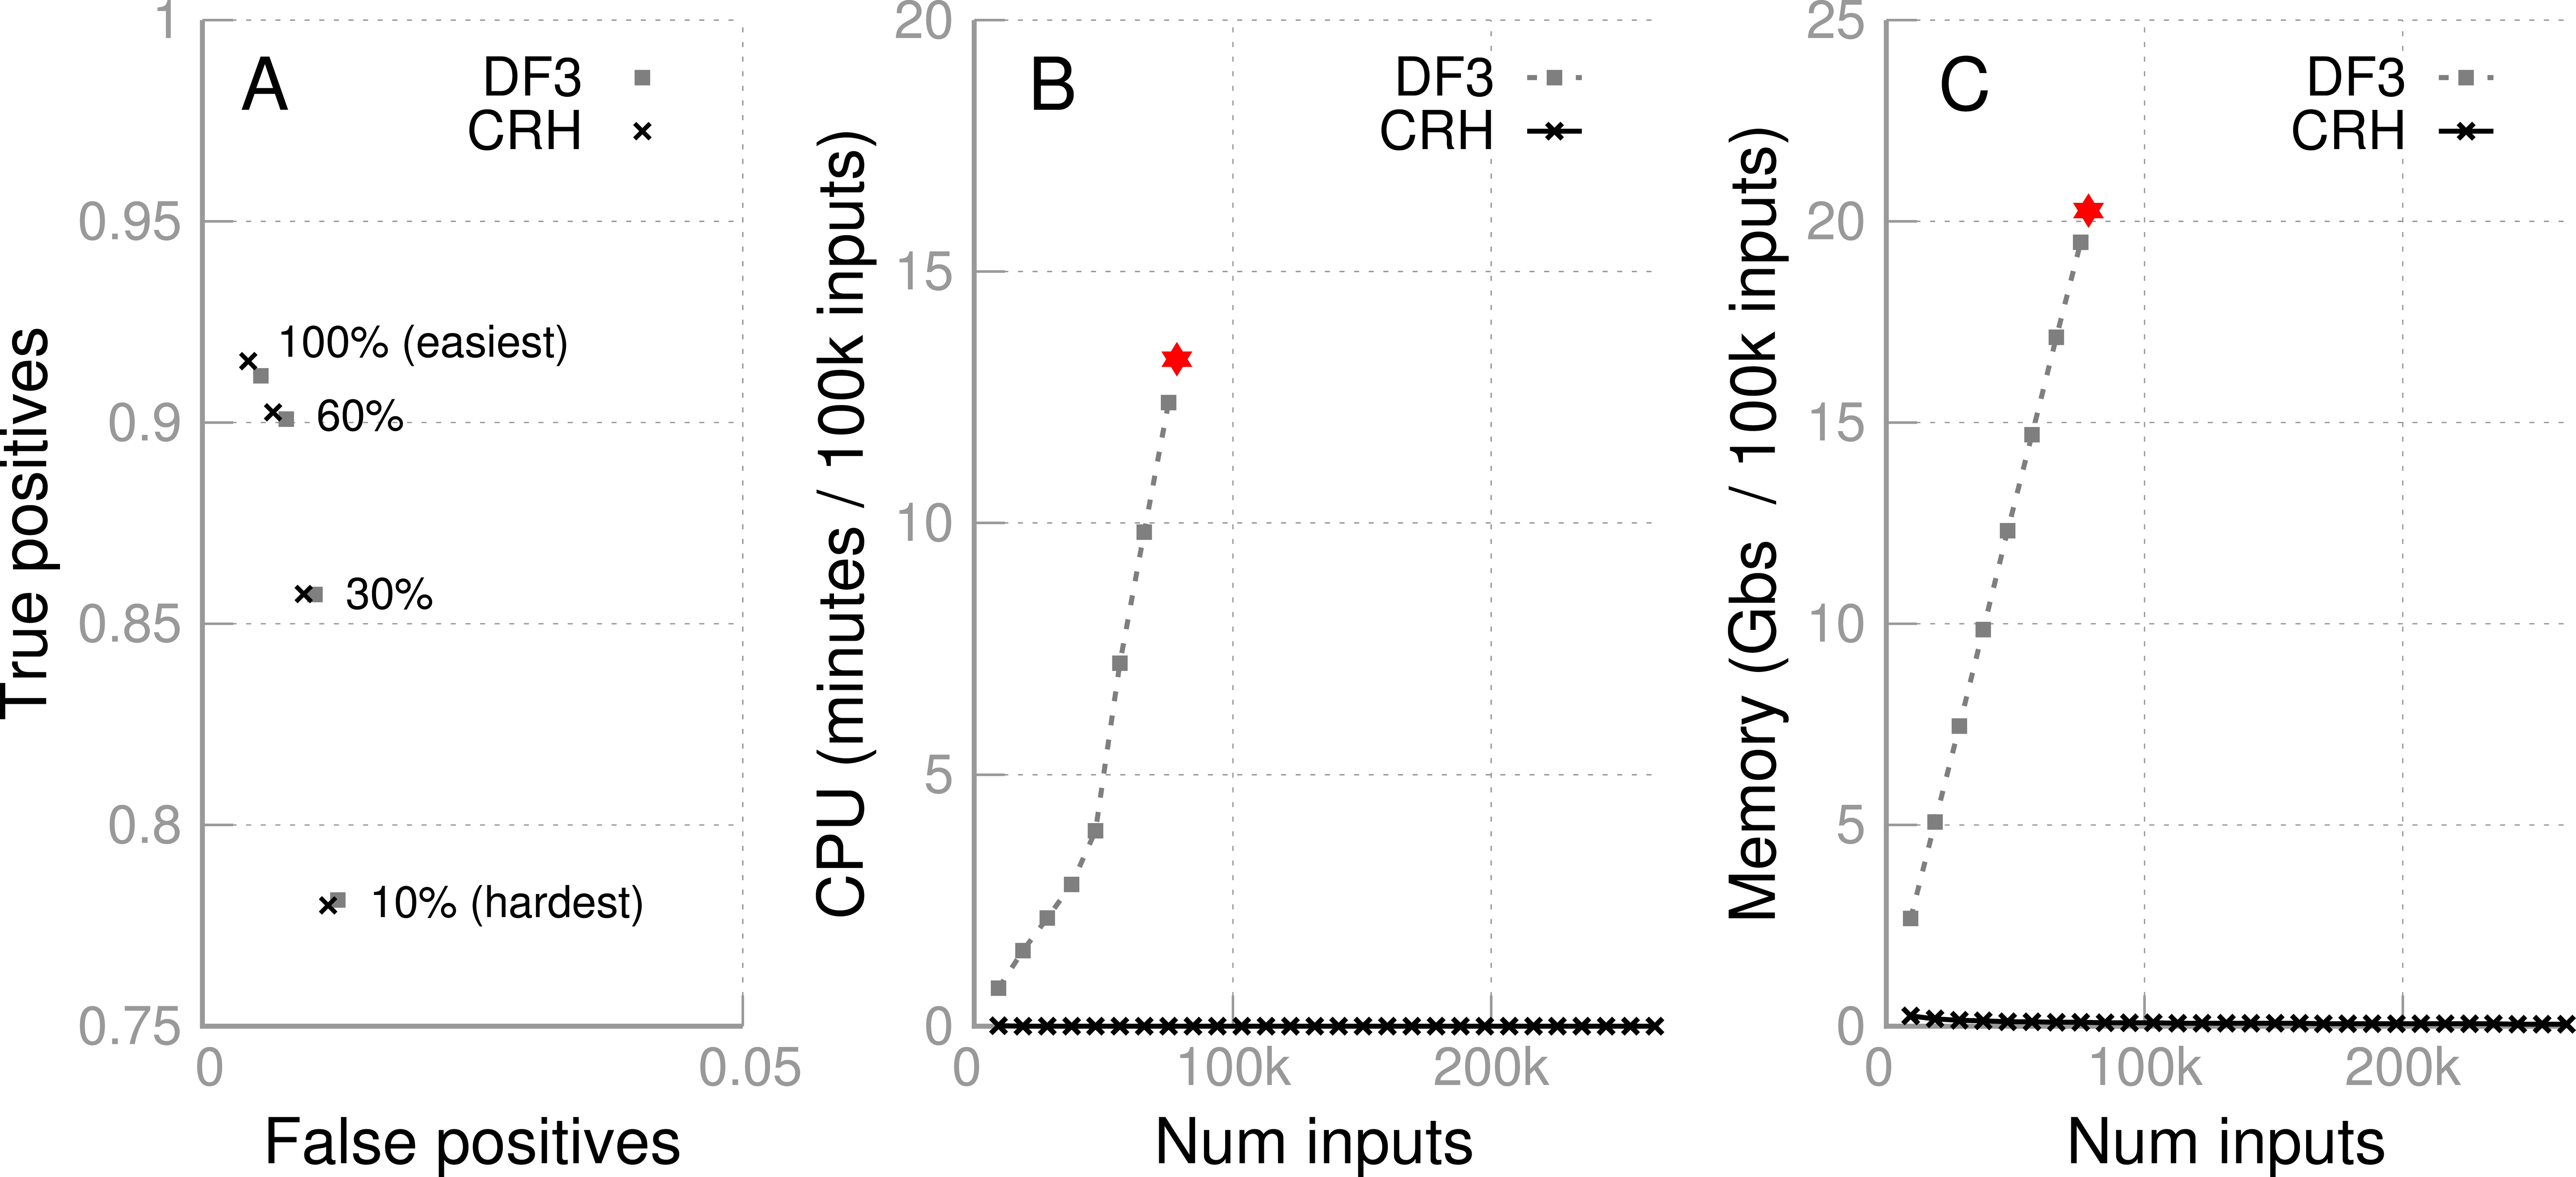 True positives
1
0.95
0.9
0.85
0.8
0.75
A
DF3
CRH
100% (easiest)
60%
30%
10% (hardest)
0
0.05
False positives
CPU (minutes / 100k inputs)
20
15
10
5
0
B
DF3
CRH
0
100k
200k
Num inputs
Memory (Gbs / 100k inputs)
25
20
15
10
5
0
C
DF3
CRH
0
100k
200k
Num inputs